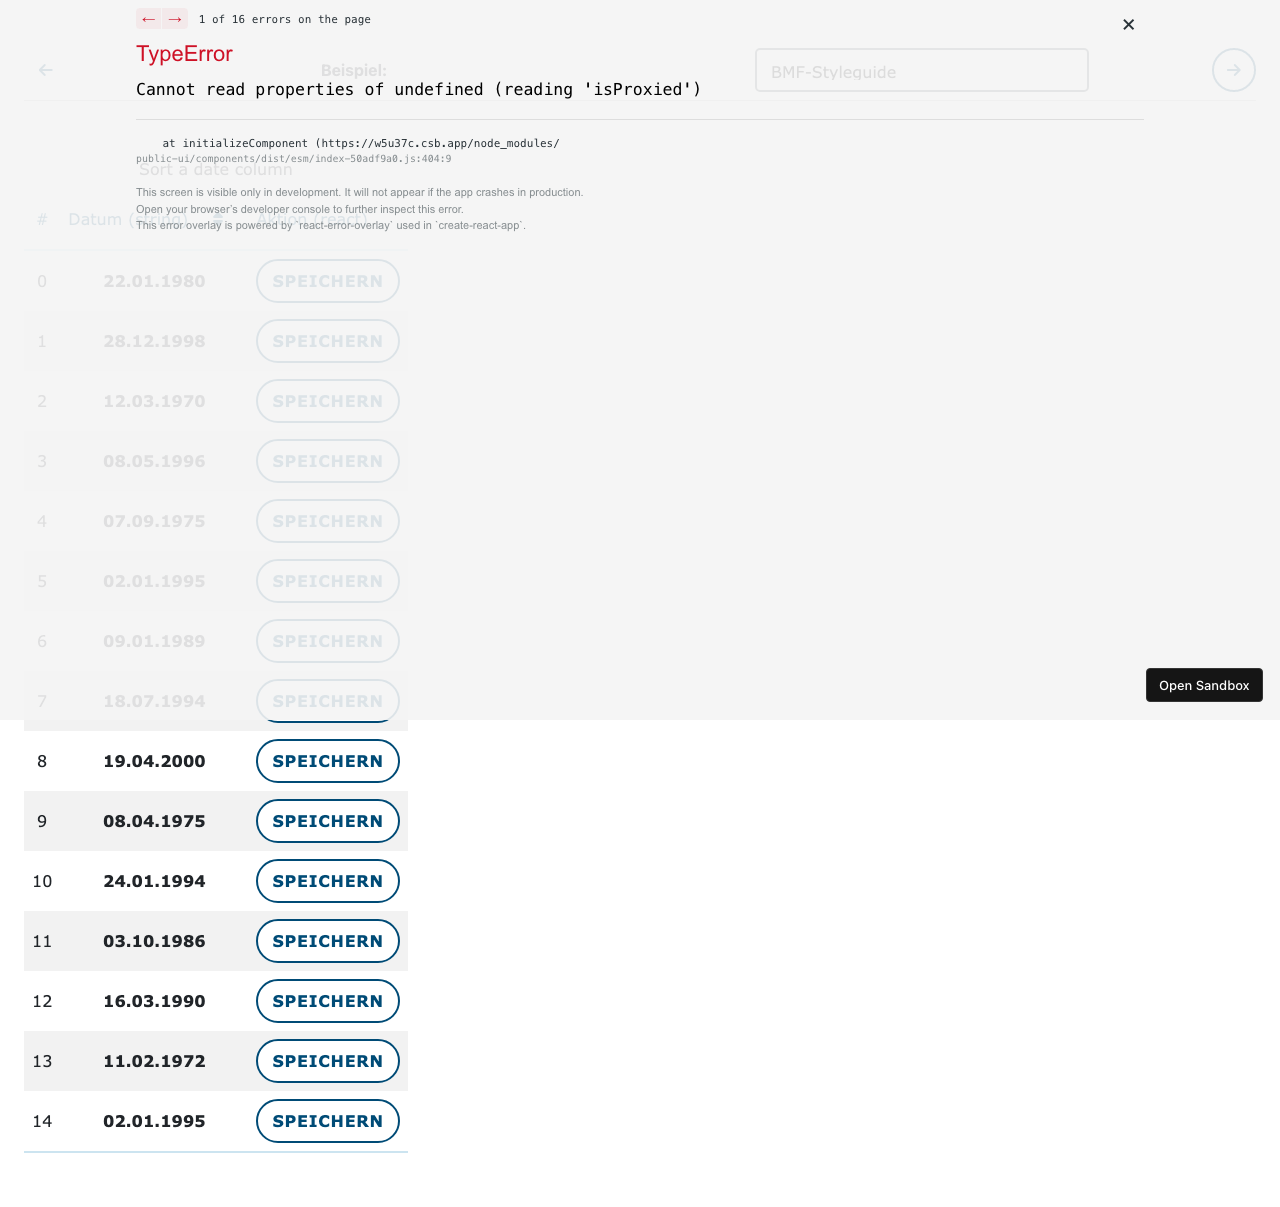 ← → 1 of 16 errors on the page
×
TypeError
← Beispiel: BMF-Styleguide →
Cannot read properties of undefined (reading 'isProxied')
at initializeComponent (https://w5u37c.csb.app/node_modules/
public-ui/components/dist/esm/index-50adf9a0.js:404:9
Sort a date column
This screen is visible only in development. It will not appear if the app crashes in production.
Open your browser’s developer console to further inspect this error.
# Datum (string) Aktion (react)
This error overlay is powered by `react-error-overlay` used in `create-react-app`.
0 22.01.1980 SPEICHERN
1 28.12.1998 SPEICHERN
2 12.03.1970 SPEICHERN
3 08.05.1996 SPEICHERN
4 07.09.1975 SPEICHERN
5 02.01.1995 SPEICHERN
6 09.01.1989 SPEICHERN
7 18.07.1994 SPEICHERN
Open Sandbox
8 19.04.2000 SPEICHERN
9 08.04.1975 SPEICHERN
10 24.01.1994 SPEICHERN
11 03.10.1986 SPEICHERN
12 16.03.1990 SPEICHERN
13 11.02.1972 SPEICHERN
14 02.01.1995 SPEICHERN